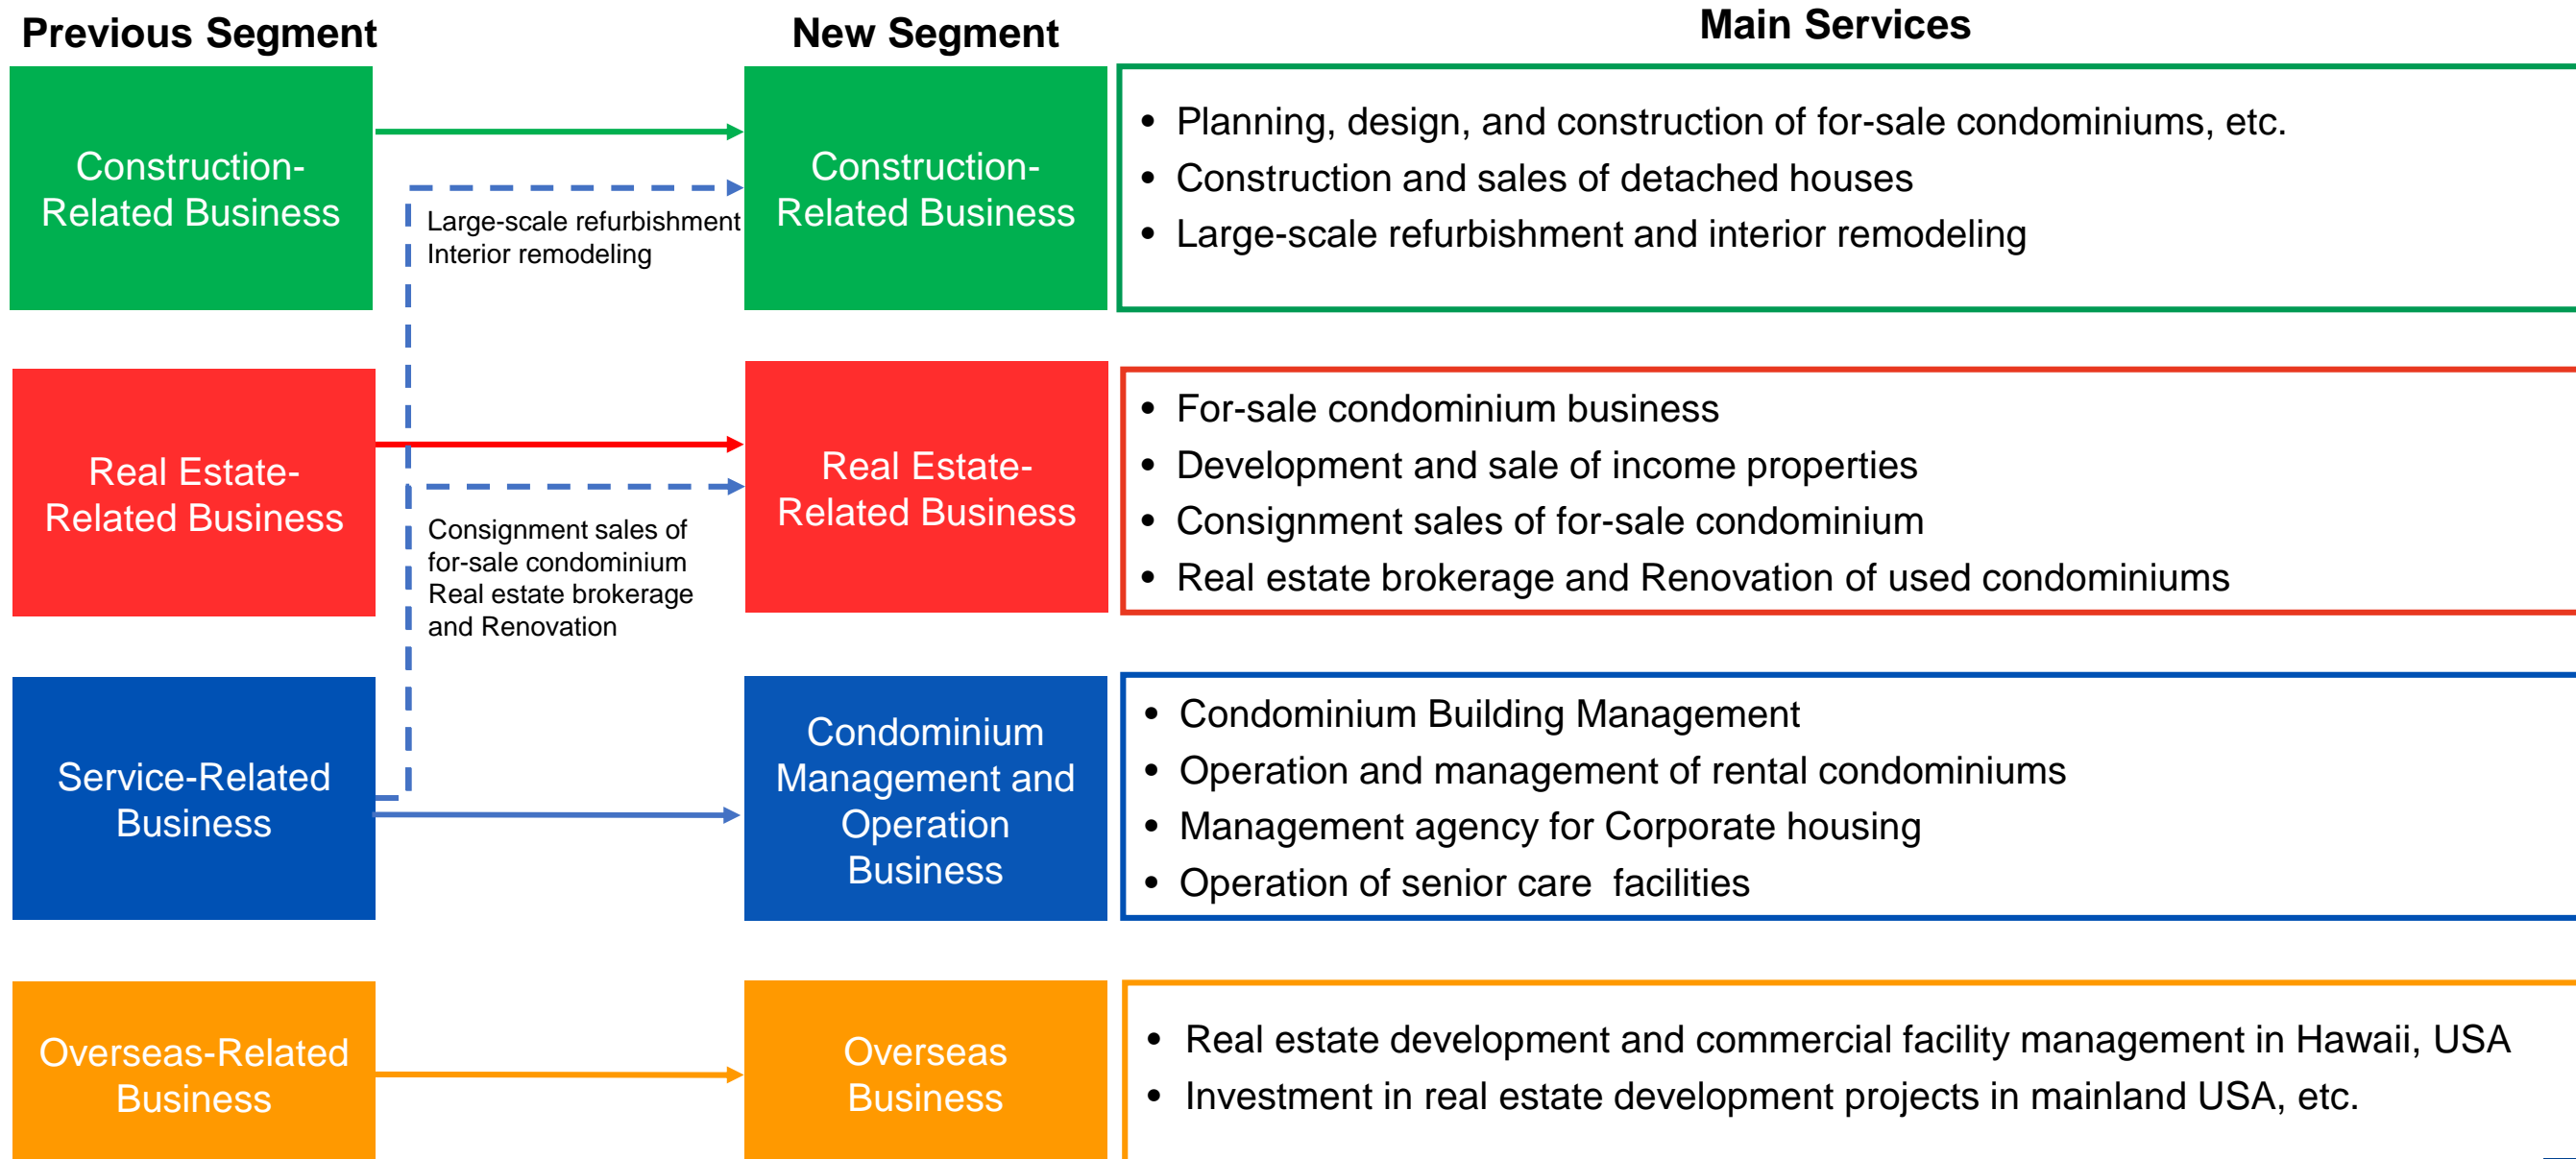 Previous Segment
New Segment
Main Services
Construction-
Related Business
Large-scale refurbishment
Interior remodeling
Construction-
Related Business
• Planning, design, and construction of for-sale condominiums, etc.
• Construction and sales of detached houses
• Large-scale refurbishment and interior remodeling
Real Estate-
Related Business
Consignment sales of
for-sale condominium
Real estate brokerage
and Renovation
Real Estate-
Related Business
• For-sale condominium business
• Development and sale of income properties
• Consignment sales of for-sale condominium
• Real estate brokerage and Renovation of used condominiums
Service-Related
Business
Condominium
Management and
Operation
Business
• Condominium Building Management
• Operation and management of rental condominiums
• Management agency for Corporate housing
• Operation of senior care  facilities
Overseas-Related
Business
Overseas
Business
• Real estate development and commercial facility management in Hawaii, USA
• Investment in real estate development projects in mainland USA, etc.